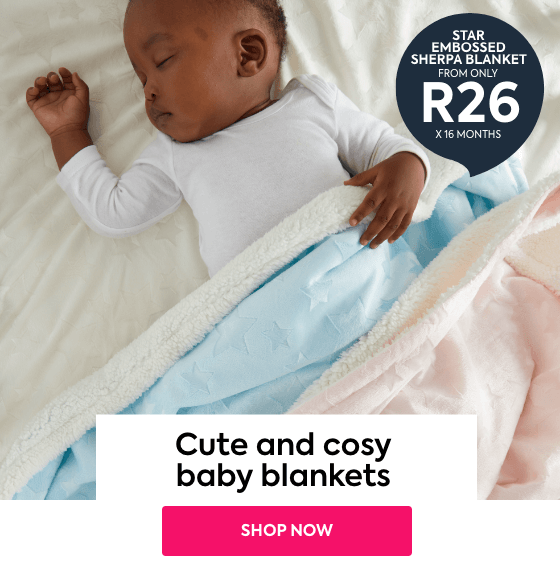 STAR
EMBOSSED
SHERPA BLANKET
FROM ONLY
R26
X 16 MONTHS
Cute and cosy
baby blankets
SHOP NOW